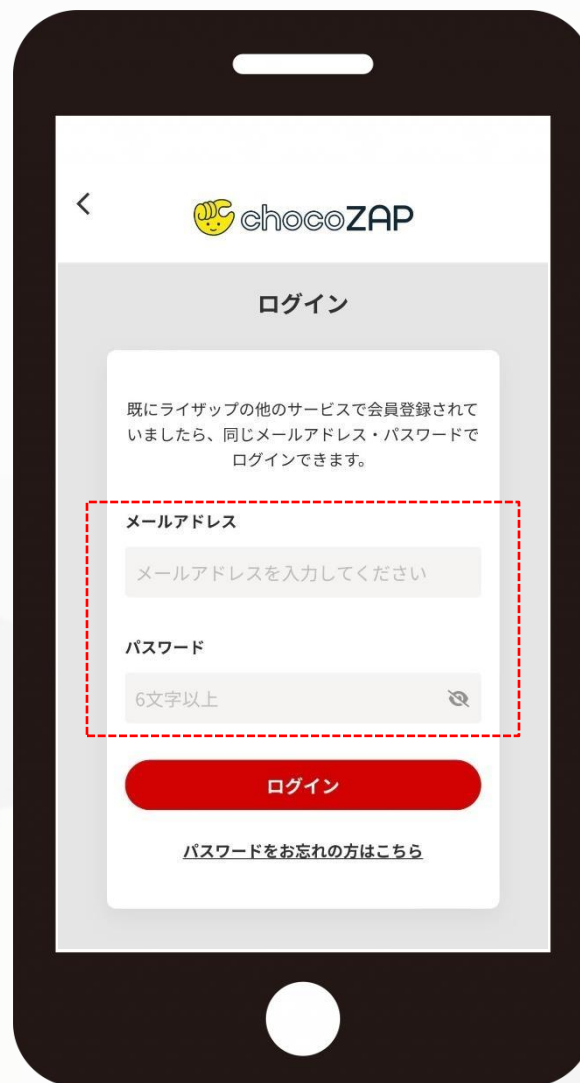 chocoZAP
ログイン
既にライザップの他のサービスで会員登録されて
いましたら、同じメールアドレス・パスワードで
ログインできます。
メールアドレス
メールアドレスを入力してください
パスワード
6文字以上
ログイン
パスワードをお忘れの方はこちら